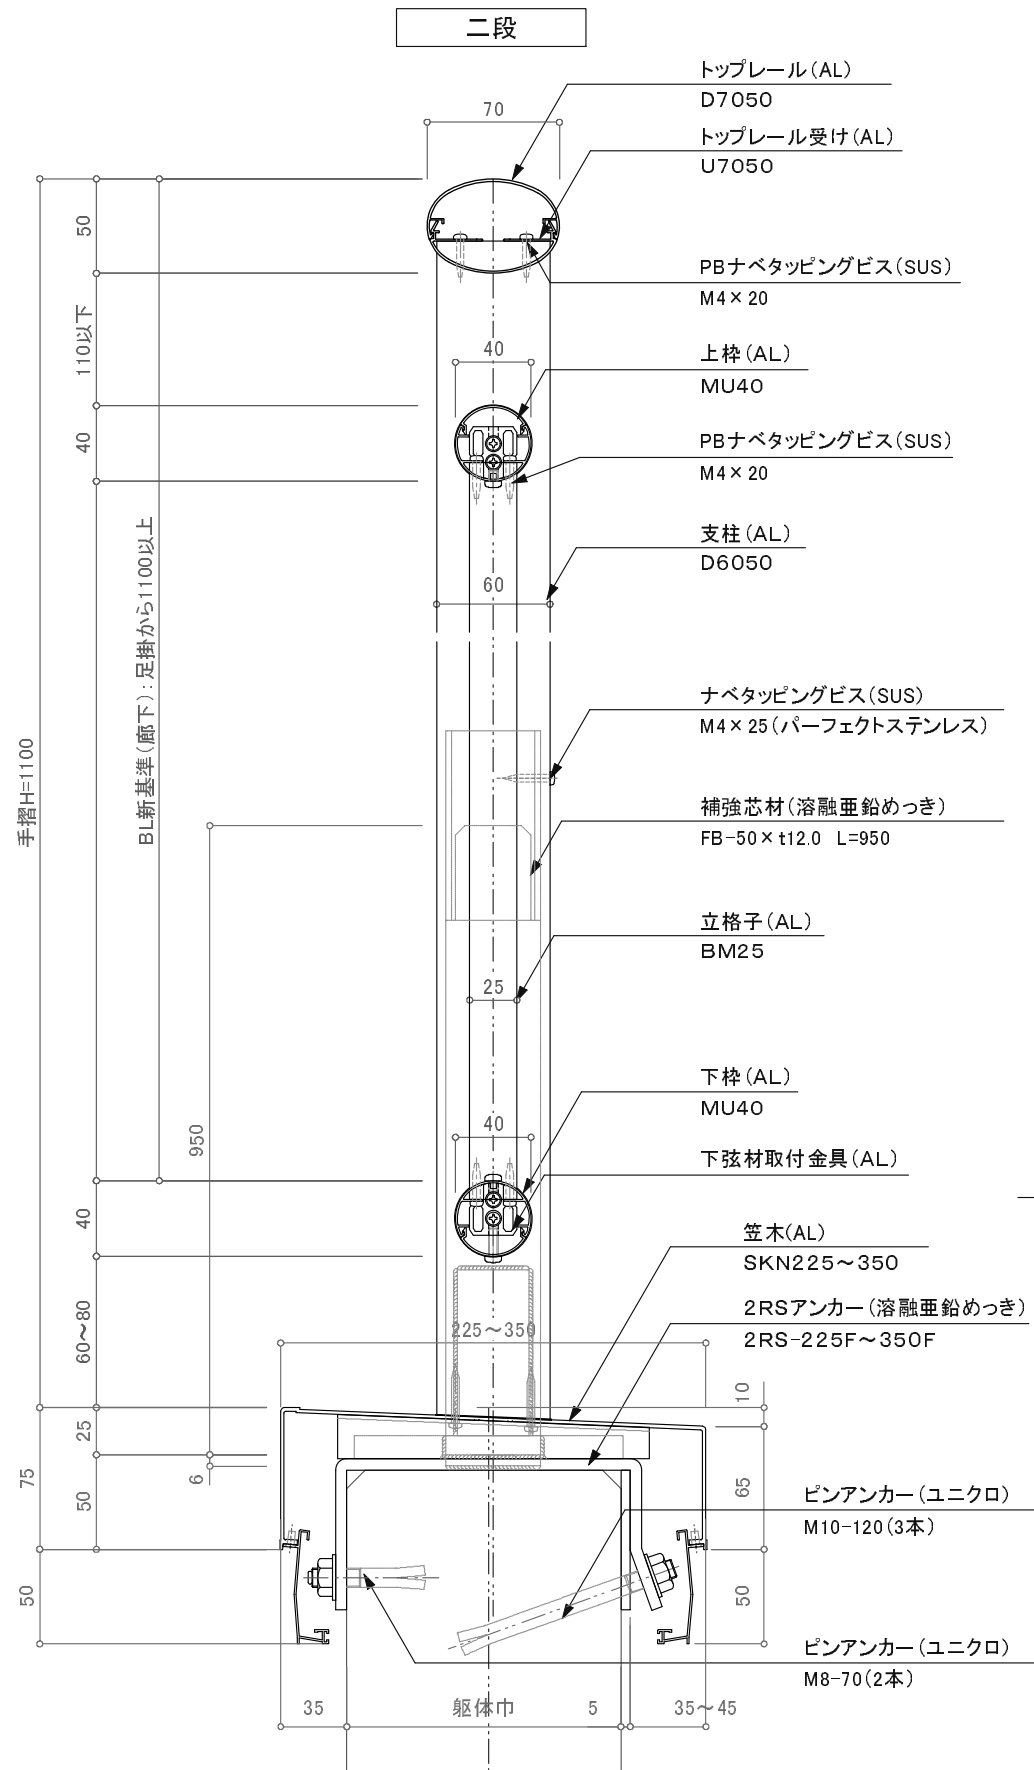 二段
トップレール(AL)
D7050
70
トップレール受け(AL)
U7050
50
PBナベタッピングビス(SUS)
M4×20
110以下
40
上枠(AL)
MU40
40
PBナベタッピングビス(SUS)
M4×20
支柱(AL)
D6050
60
BL新基準(廊下):足掛から1100以上
手摺H=1100
ナベタッピングビス(SUS)
M4×25(パーフェクトステンレス)
補強芯材(溶融亜鉛めっき)
FB-50×t12.0 L=950
立格子(AL)
BM25
25
下枠(AL)
MU40
40
950
下弦材取付金具(AL)
40
笠木(AL)
SKN225～350
2RSアンカー(溶融亜鉛めっき)
2RS-225F～350F
60～80
225～350
10
25
75
6
50
65
ピンアンカー(ユニクロ)
M10-120(3本)
50
50
ピンアンカー(ユニクロ)
M8-70(2本)
35
躯体巾
5
35～45